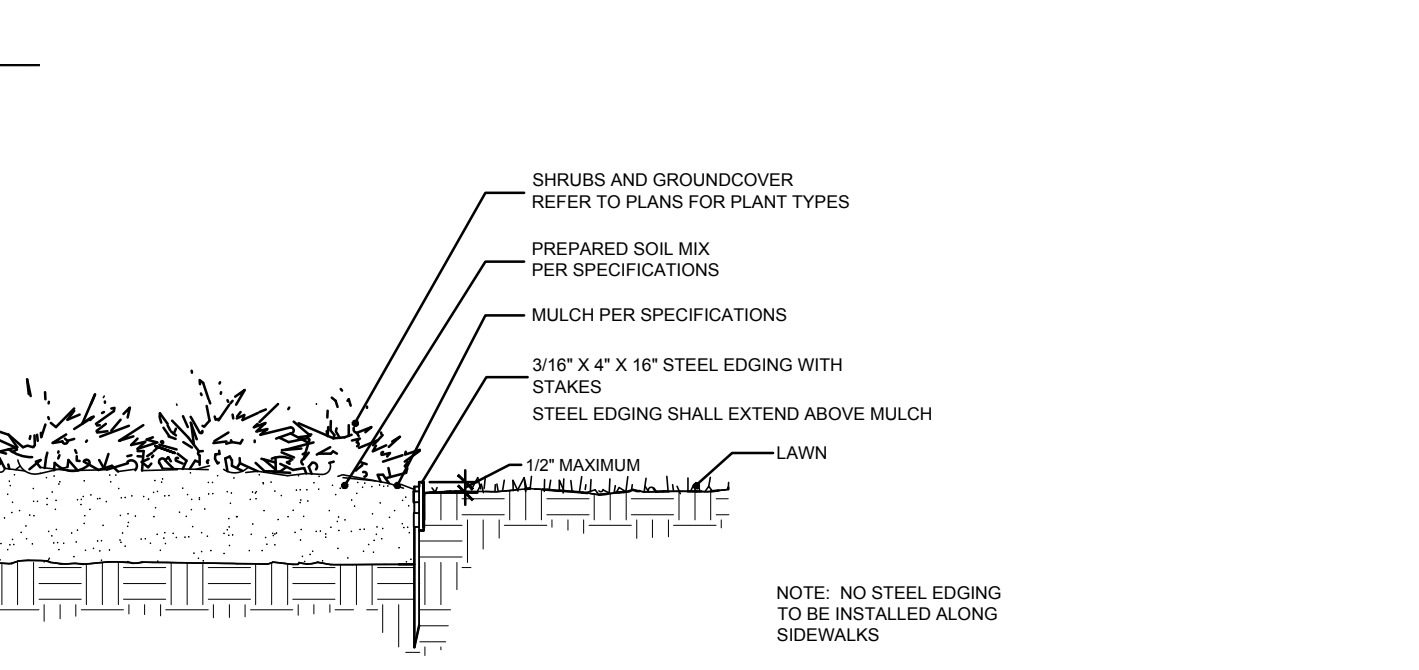 SHRUBS AND GROUNDCOVER
REFER TO PLANS FOR PLANT TYPES
PREPARED SOIL MIX
PER SPECIFICATIONS
MULCH PER SPECIFICATIONS
3/16" X 4" X 16" STEEL EDGING WITH
STAKES
STEEL EDGING SHALL EXTEND ABOVE MULCH
LAWN
1/2" MAXIMUM
NOTE:  NO STEEL EDGING
TO BE INSTALLED ALONG
SIDEWALKS